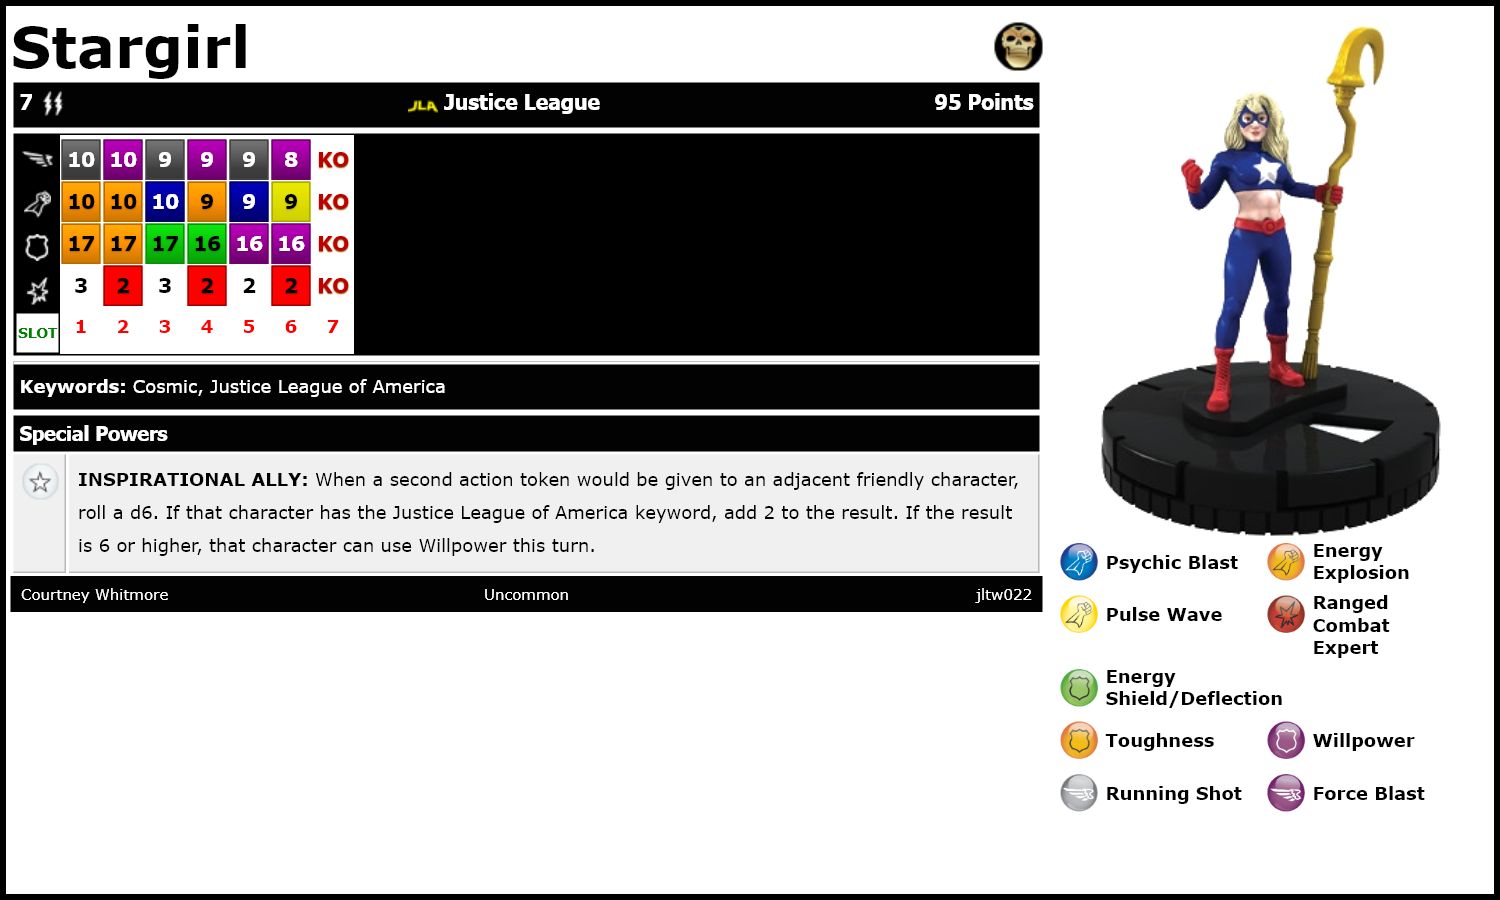 Stargirl
7 JLA Justice League 95 Points
10 10 9 9 9 8 KO
10 10 10 9 9 9 KO
17 17 17 16 16 16 KO
3 2 3 2 2 2 KO
SLOT 1 2 3 4 5 6 7
Keywords: Cosmic, Justice League of America
Special Powers
INSPIRATIONAL ALLY: When a second action token would be given to an adjacent friendly character,
roll a d6. If that character has the Justice League of America keyword, add 2 to the result. If the result
is 6 or higher, that character can use Willpower this turn.
Courtney Whitmore Uncommon jltw022
Psychic Blast
Energy
Explosion
Pulse Wave
Ranged
Combat
Expert
Energy
Shield/Deflection
Toughness
Willpower
Running Shot
Force Blast